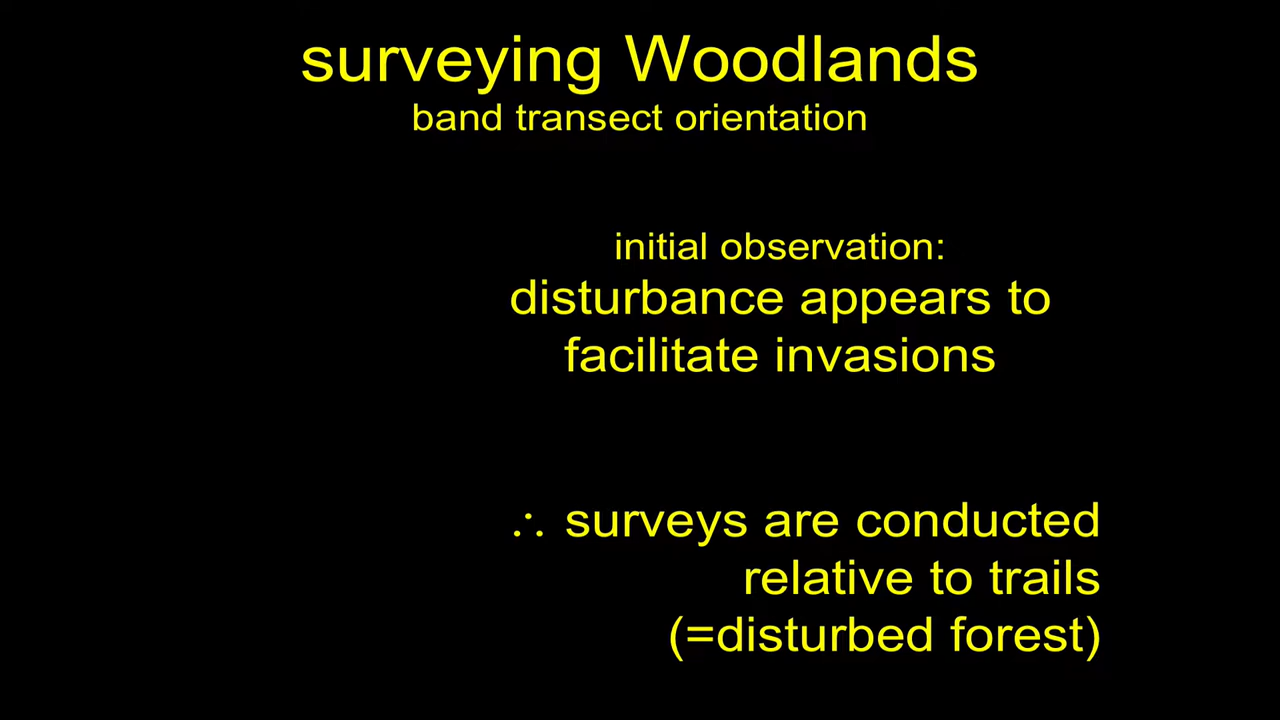 surveying Woodlands
band transect orientation
initial observation:
disturbance appears to
facilitate invasions
∴ surveys are conducted
relative to trails
(=disturbed forest)